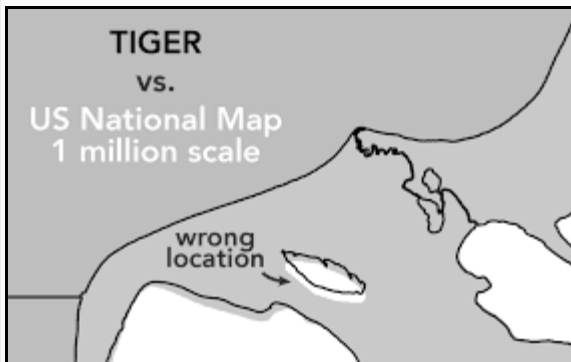 TIGER
vs.
US National Map
1 million scale
wrong
location